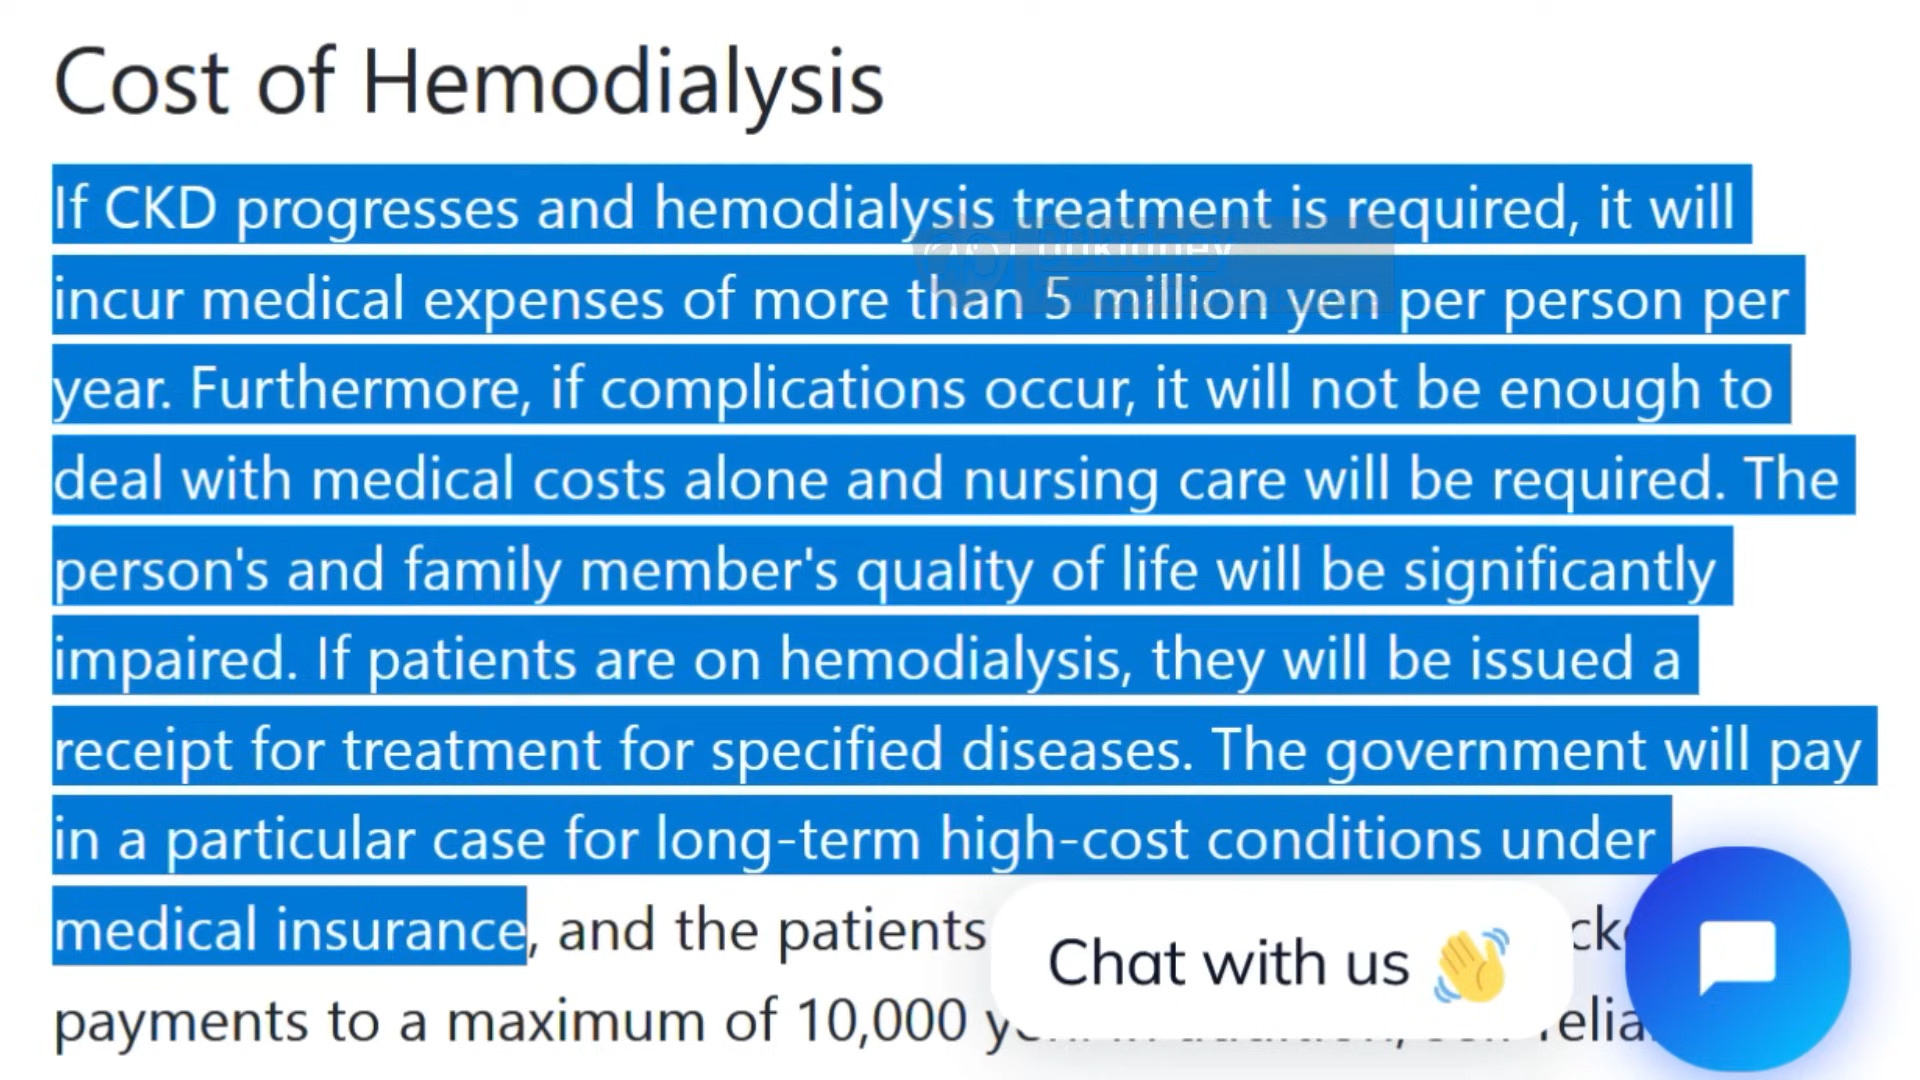 Cost of Hemodialysis
If CKD progresses and hemodialysis treatment is required, it will
incur medical expenses of more than 5 million yen per person per
year. Furthermore, if complications occur, it will not be enough to
deal with medical costs alone and nursing care will be required. The
person's and family member's quality of life will be significantly
impaired. If patients are on hemodialysis, they will be issued a
receipt for treatment for specified diseases. The government will pay
in a particular case for long-term high-cost conditions under
medical insurance, and the patients
Chat with us
payments to a maximum of 10,000